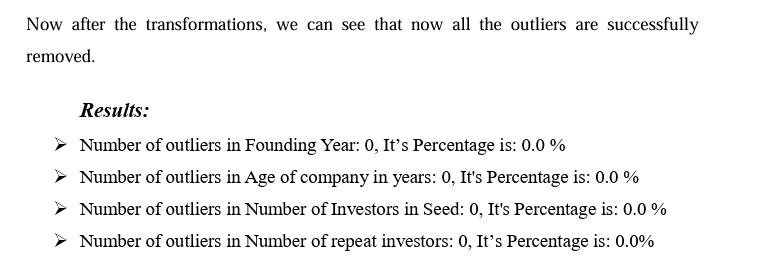 Now after the transformations, we can see that now all the outliers are successfully
removed.
Results:
➢ Number of outliers in Founding Year: 0, It’s Percentage is: 0.0 %
➢ Number of outliers in Age of company in years: 0, It's Percentage is: 0.0 %
➢ Number of outliers in Number of Investors in Seed: 0, It's Percentage is: 0.0 %
➢ Number of outliers in Number of repeat investors: 0, It’s Percentage is: 0.0%